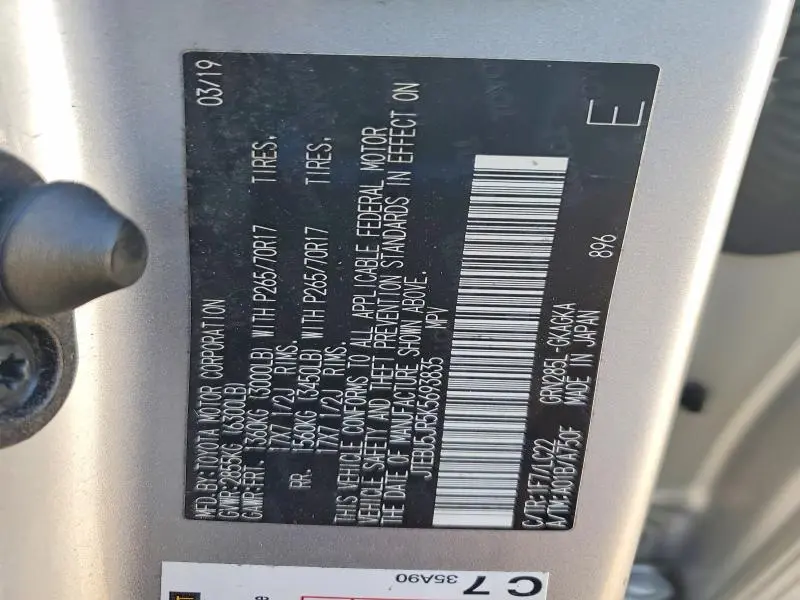 MFD.BY:TOYOTA MOTOR CORPORATION 03/19
GVWR:2855KG (6300LB)
GAWR:FRT. 1360KG (3000LB) WITH P265/70R17 TIRES,
17X7 1/2J RIMS.
RR. 1560KG (3450LB) WITH P265/70R17 TIRES,
17X7 1/2J RIMS.
THIS VEHICLE CONFORMS TO ALL APPLICABLE FEDERAL MOTOR
VEHICLE SAFETY AND THEFT PREVENTION STANDARDS IN EFFECT ON
THE DATE OF MANUFACTURE SHOWN ABOVE.
JTEBU5JR5K5693835 MPV
C/TR:1F7/LC22 GRN285L-GKAGKA
A/TM:A01B/A750F MADE IN JAPAN 896
E
C 7
35A90